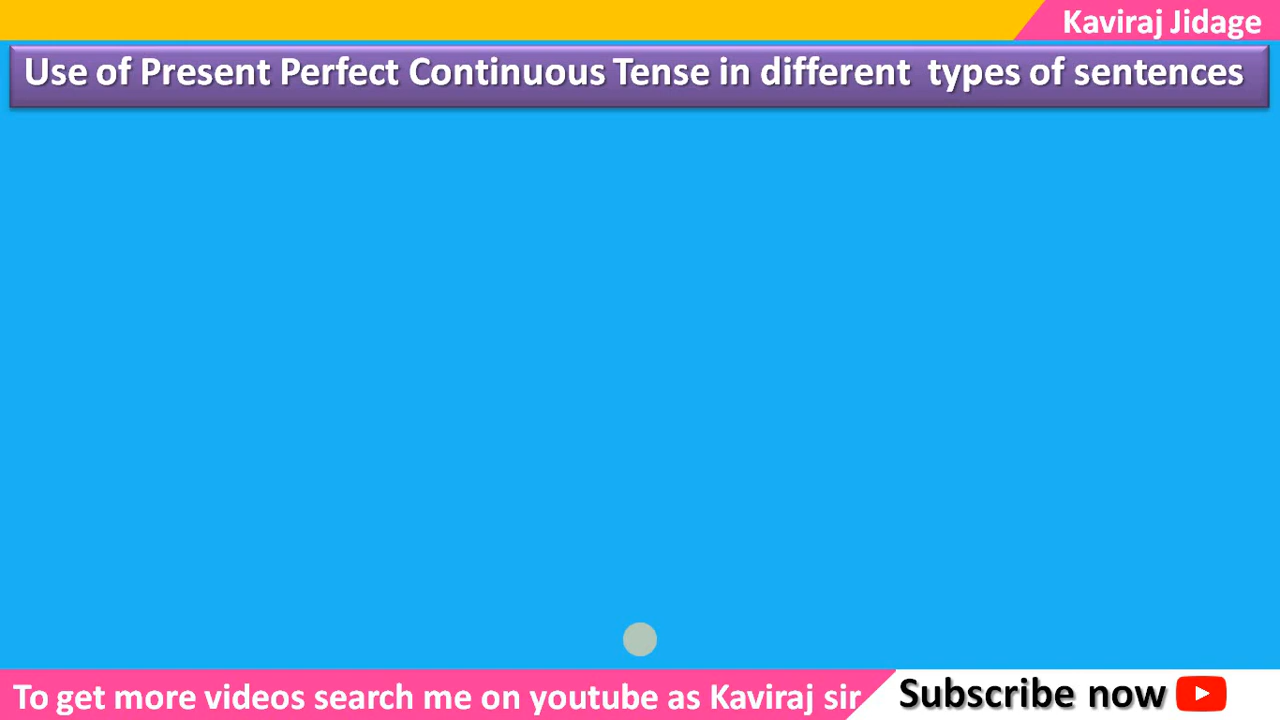 Kaviraj Jidage
Use of Present Perfect Continuous Tense in different types of sentences
To get more videos search me on youtube as Kaviraj sir
Subscribe now